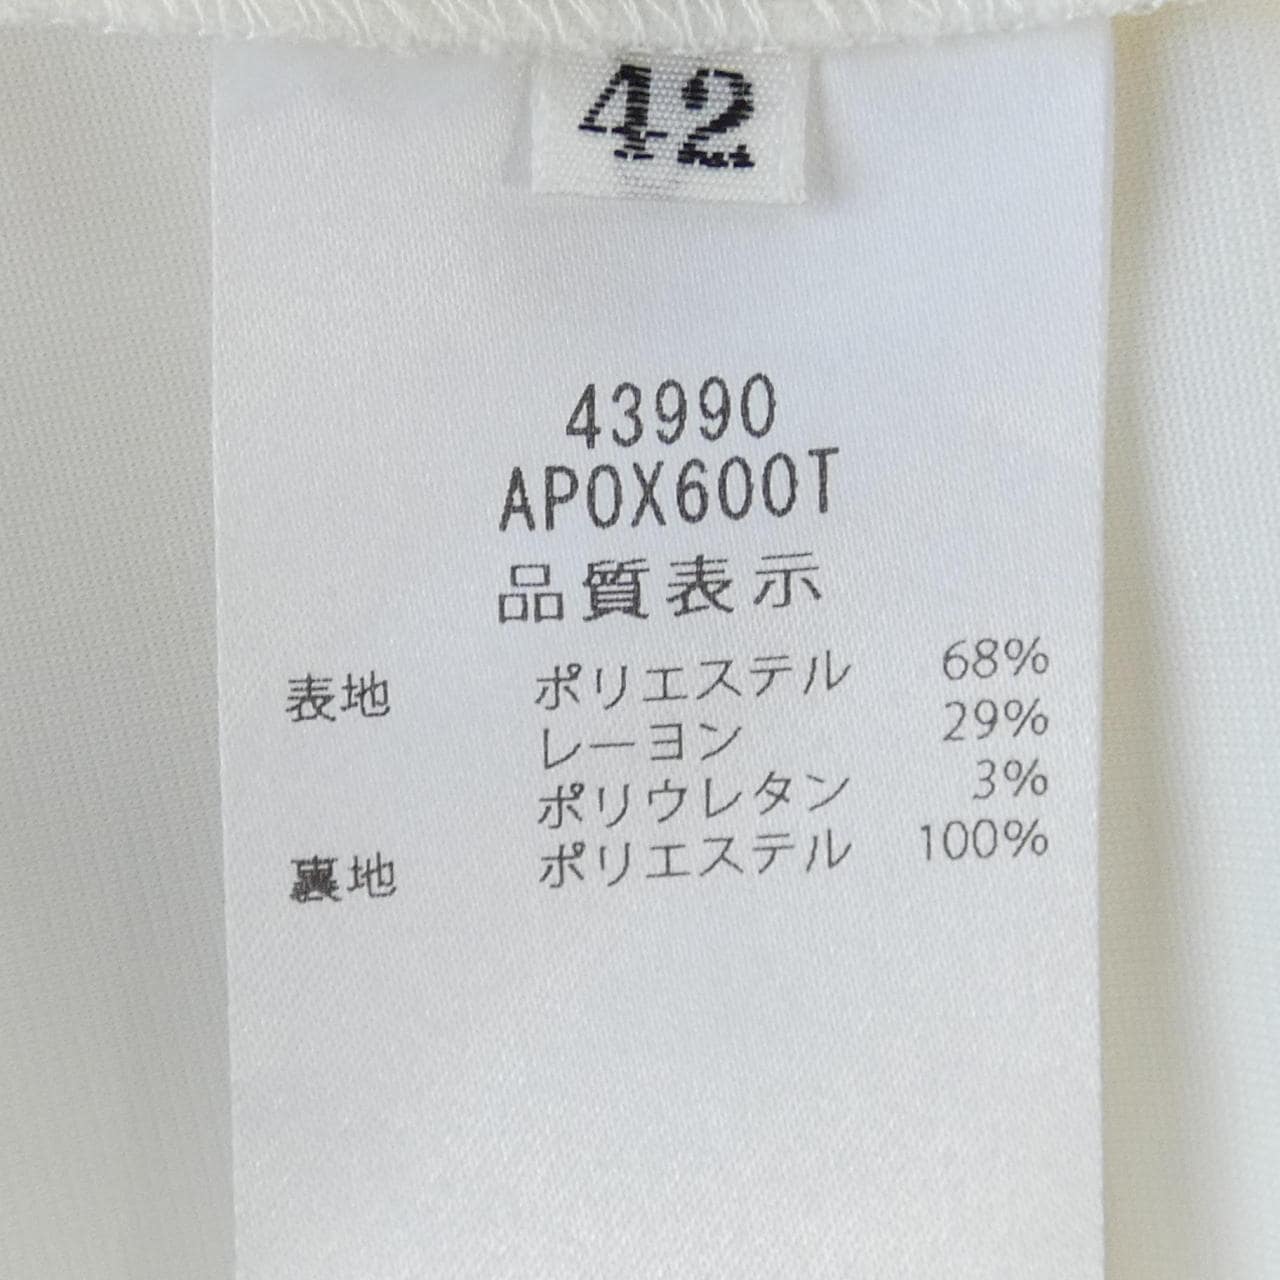 42
43990
APOX600T
品質表示
表地 ポリエステル 68%
レーヨン 29%
ポリウレタン 3%
裏地 ポリエステル 100%